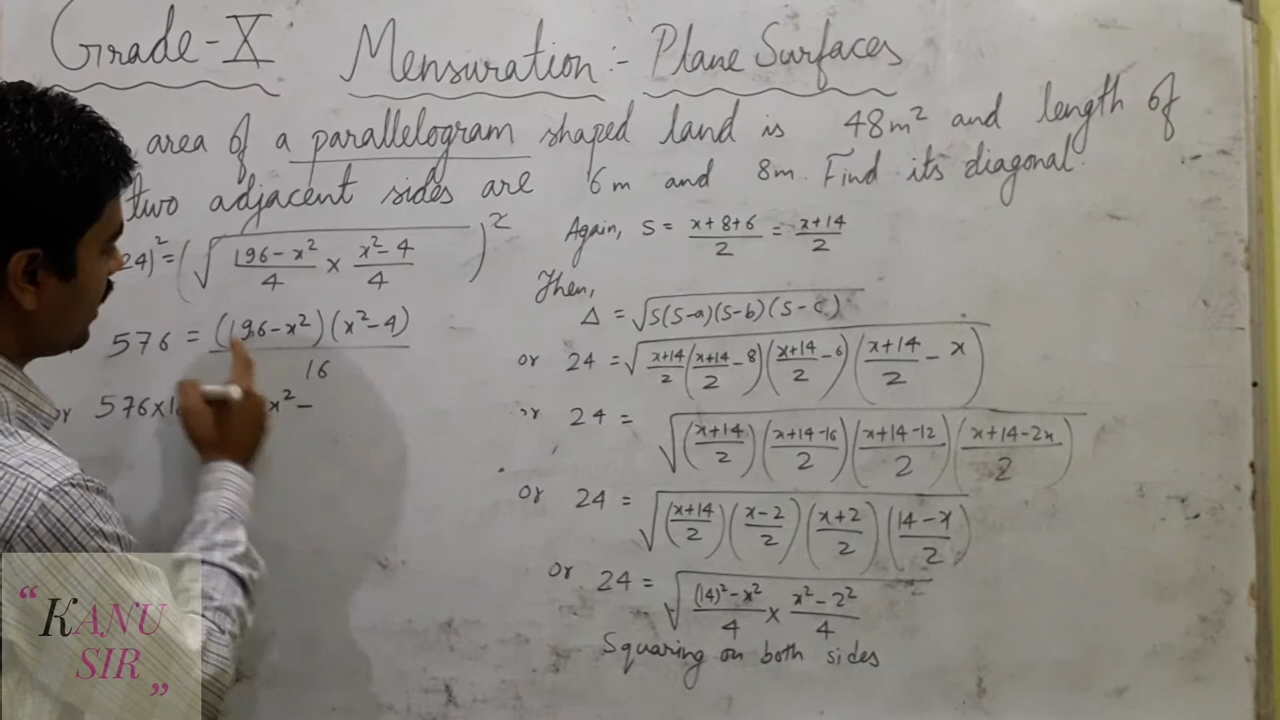 Grade-X Mensuration:- Plane Surfaces
area of a parallelogram shaped land is 48m² and length of
two adjacent sides are 6m and 8m. Find its diagonal.
24)² = (√(196-x²)/4 × (x²-4)/4)²
576 = (196-x²)(x²-4)/16
or 576×1 x² -
Again, S = (x+8+6)/2 = (x+14)/2
Then,
Δ = √S(S-a)(S-b)(S-c)
or 24 = √(x+14)/2 ((x+14)/2 - 8)((x+14)/2 - 6)((x+14)/2 - x)
or 24 = √((x+14)/2)((x+14-16)/2)((x+14-12)/2)((x+14-2x)/2)
or 24 = √((x+14)/2)((x-2)/2)((x+2)/2)((14-x)/2)
or 24 = √((14)²-x²)/4 × (x²-2²)/4
Squaring on both sides
"KANU
SIR"